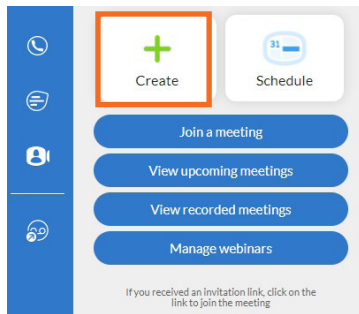 31
Create
Schedule
Join a meeting
View upcoming meetings
View recorded meetings
Manage webinars
If you received an invitation link, click on the
link to join the meeting